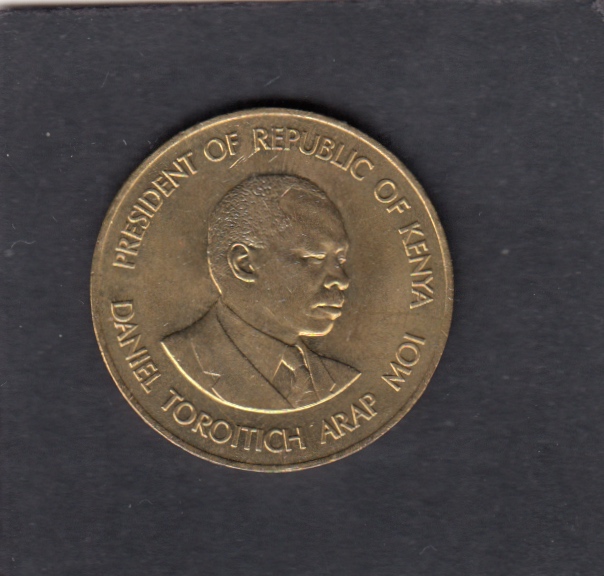 PRESIDENT OF REPUBLIC OF KENYA
DANIEL TOROITICH ARAP MOI